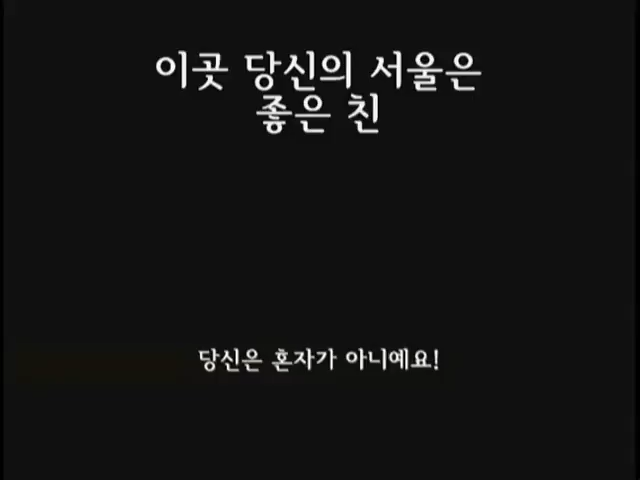 이곳 당신의 서울은
좋은 친
당신은 혼자가 아니예요!